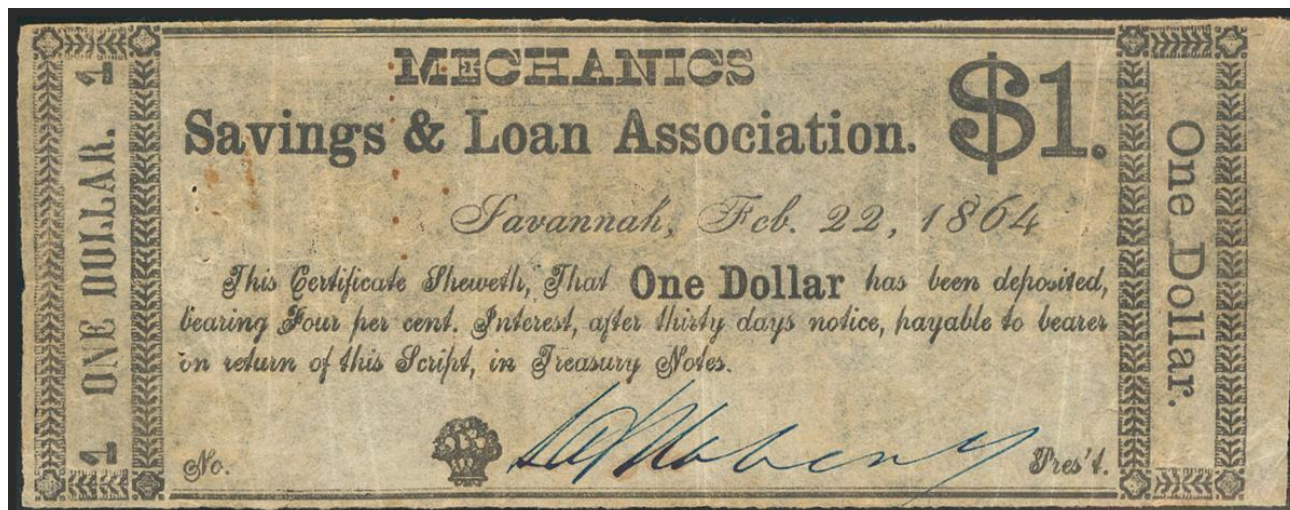 1 ONE DOLLAR. 1
MECHANICS
Savings & Loan Association.
$1.
Savannah, Feb. 22, 1864
This Certificate Sheweth, That One Dollar has been deposited,
bearing Four per cent. Interest, after thirty days notice, payable to bearer
on return of this Script, in Treasury Notes.
No.
Pres't.
One Dollar.